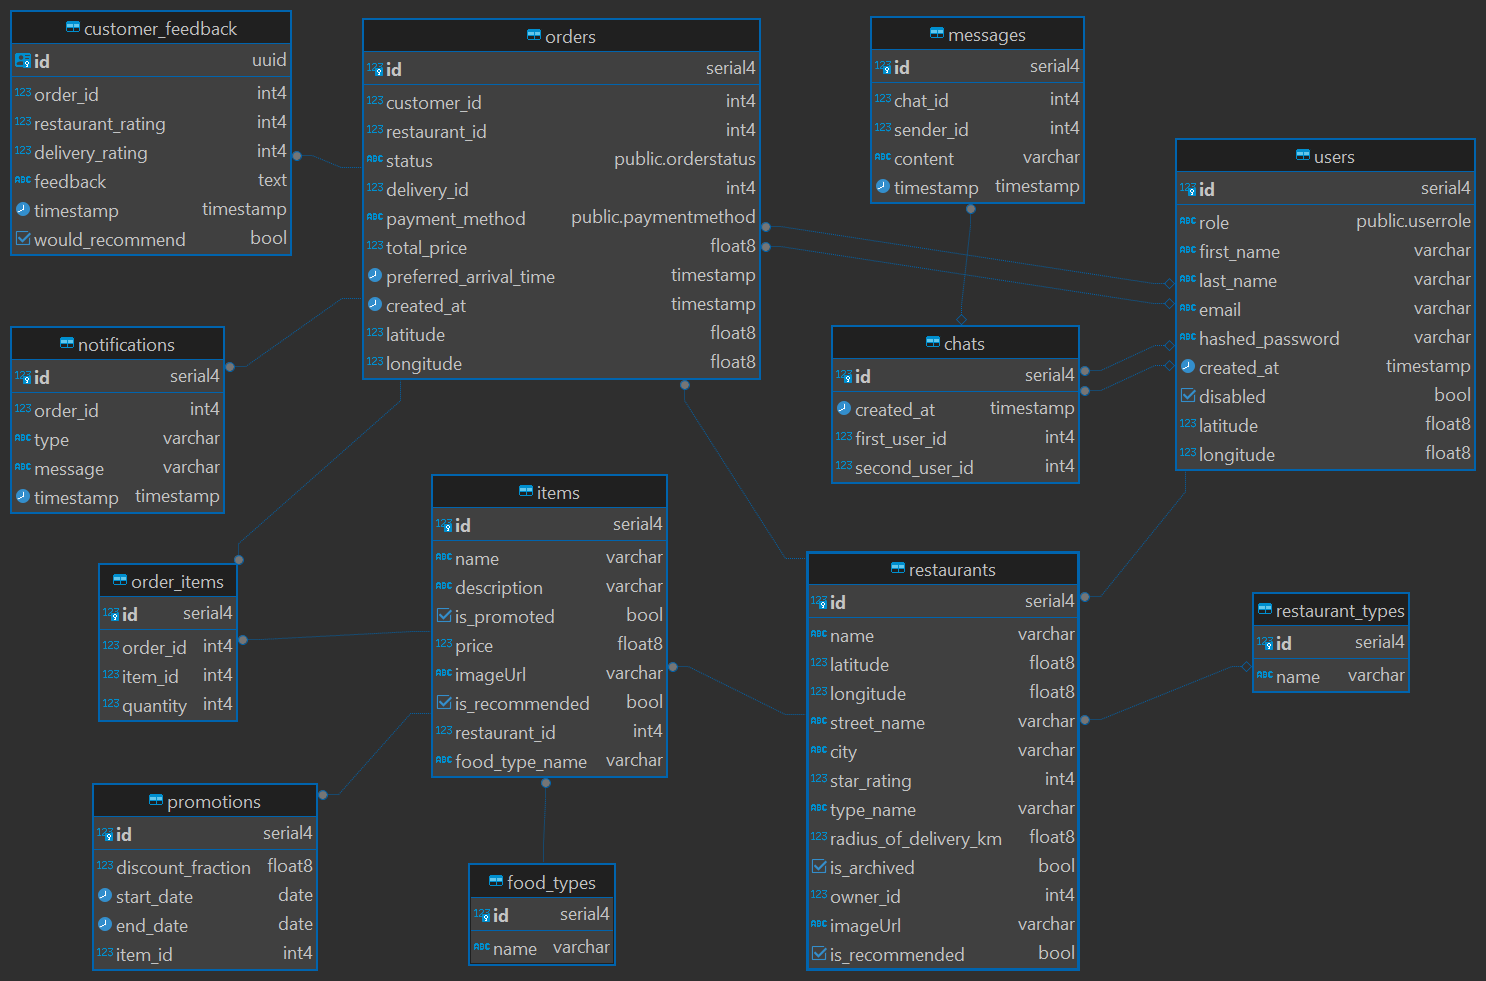 customer_feedback
id uuid
order_id int4
restaurant_rating int4
delivery_rating int4
feedback text
timestamp timestamp
would_recommend bool
orders
id serial4
customer_id int4
restaurant_id int4
status public.orderstatus
delivery_id int4
payment_method public.paymentmethod
total_price float8
preferred_arrival_time timestamp
created_at timestamp
latitude float8
longitude float8
messages
id serial4
chat_id int4
sender_id int4
content varchar
timestamp timestamp
users
id serial4
role public.userrole
first_name varchar
last_name varchar
email varchar
hashed_password varchar
created_at timestamp
disabled bool
latitude float8
longitude float8
notifications
id serial4
order_id int4
type varchar
message varchar
timestamp timestamp
chats
id serial4
created_at timestamp
first_user_id int4
second_user_id int4
items
id serial4
name varchar
description varchar
is_promoted bool
price float8
imageUrl varchar
is_recommended bool
restaurant_id int4
food_type_name varchar
order_items
id serial4
order_id int4
item_id int4
quantity int4
restaurants
id serial4
name varchar
latitude float8
longitude float8
street_name varchar
city varchar
star_rating int4
type_name varchar
radius_of_delivery_km float8
is_archived bool
owner_id int4
imageUrl varchar
is_recommended bool
restaurant_types
id serial4
name varchar
promotions
id serial4
discount_fraction float8
start_date date
end_date date
item_id int4
food_types
id serial4
name varchar